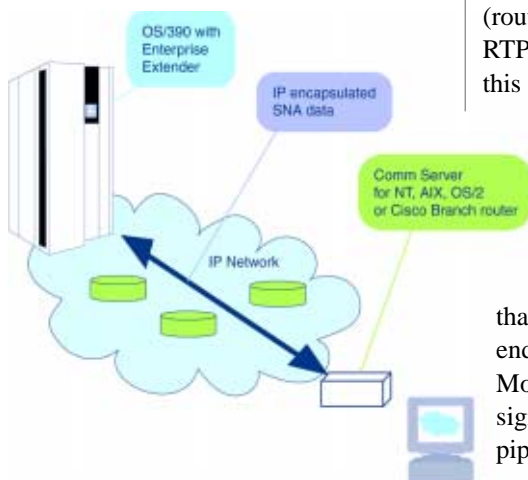 OS/390 with
Enterprise
Extender
IP encapsulated
SNA data
Comm Server
for NT, AIX, OS/2
or Cisco Branch router
IP Network
(rout
RTP
this
tha
enc
Mo
sig
pip